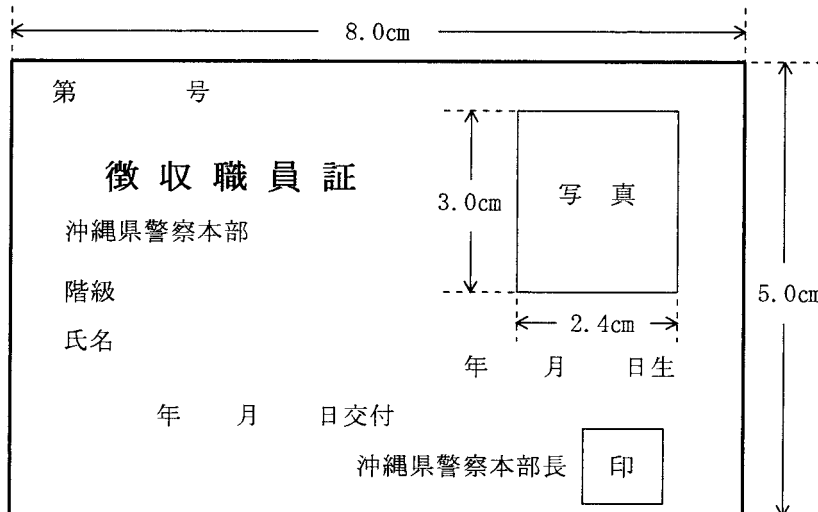 8.0cm
第 号
徴収職員証
写真
3.0cm
沖縄県警察本部
階級
5.0cm
2.4cm
氏名
年 月 日生
年 月 日交付
沖縄県警察本部長 印